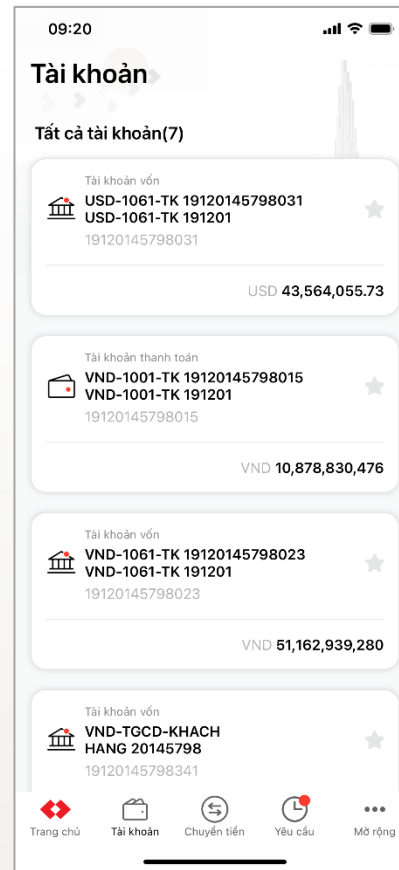 09:20
Tài khoản
Tất cả tài khoản(7)
Tài khoản vốn
USD-1061-TK 19120145798031
USD-1061-TK 191201
19120145798031
USD 43,564,055.73
Tài khoản thanh toán
VND-1001-TK 19120145798015
VND-1001-TK 191201
19120145798015
VND 10,878,830,476
Tài khoản vốn
VND-1061-TK 19120145798023
VND-1061-TK 191201
19120145798023
VND 51,162,939,280
Tài khoản vốn
VND-TGCD-KHACH
HANG 20145798
19120145798341
Trang chủ Tài khoản Chuyển tiền Yêu cầu Mở rộng